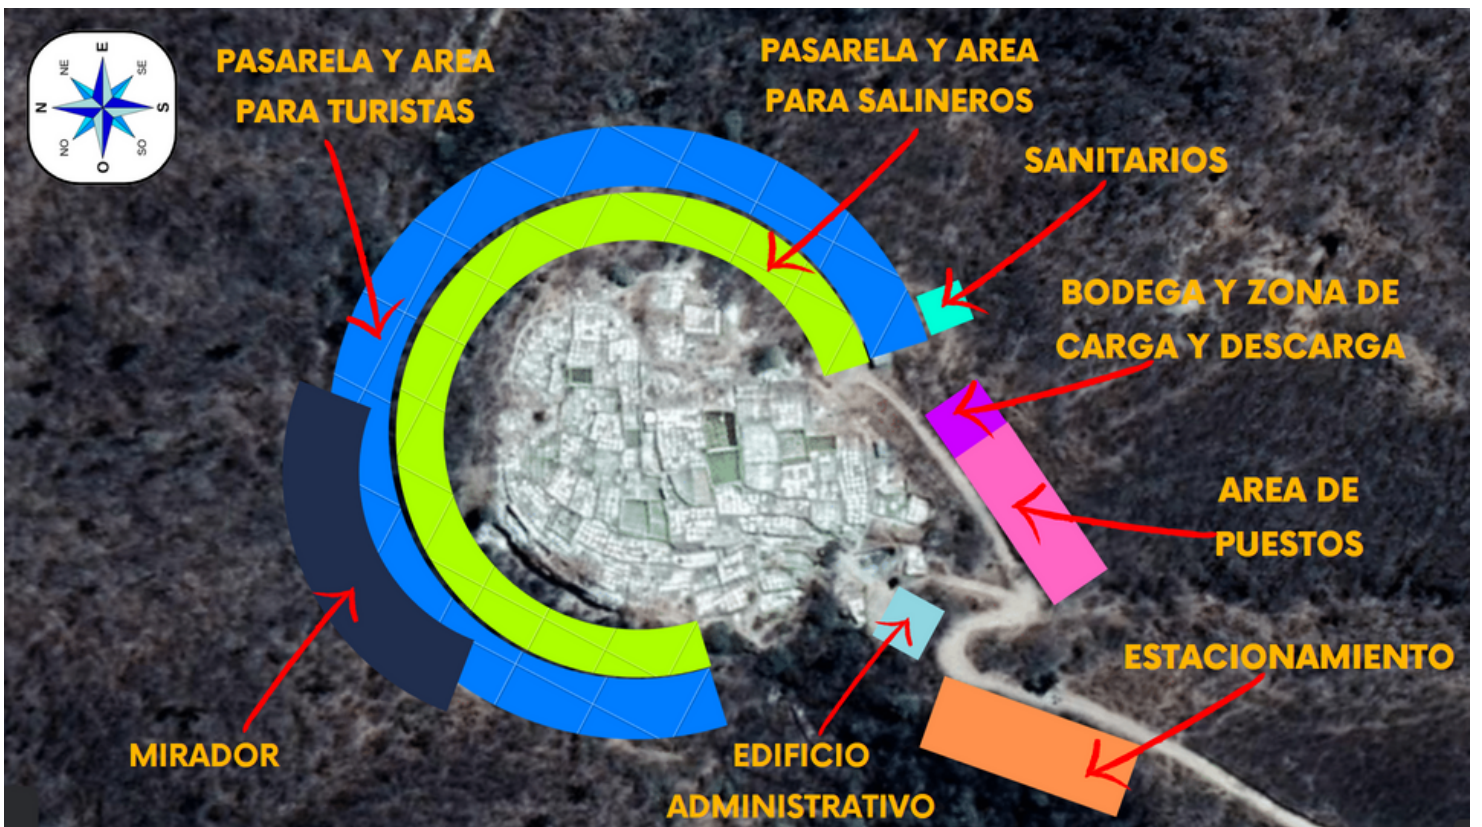 E
NE
SE
N
S
NO
SO
O
PASARELA Y AREA
PARA TURISTAS
PASARELA Y AREA
PARA SALINEROS
SANITARIOS
BODEGA Y ZONA DE
CARGA Y DESCARGA
AREA DE
PUESTOS
ESTACIONAMIENTO
MIRADOR
EDIFICIO
ADMINISTRATIVO